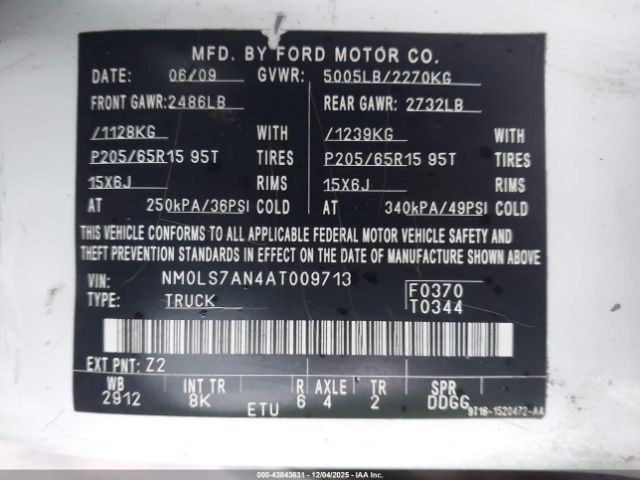 MFD. BY FORD MOTOR CO.
DATE: 06/09 GVWR: 5005LB/2270KG
FRONT GAWR: 2486LB REAR GAWR: 2732LB
/1128KG WITH /1239KG WITH
P205/65R15 95T TIRES P205/65R15 95T TIRES
15X6J RIMS 15X6J RIMS
AT 250kPA/36PSI COLD AT 340kPA/49PSI COLD
THIS VEHICLE CONFORMS TO ALL APPLICABLE FEDERAL MOTOR VEHICLE SAFETY AND
THEFT PREVENTION STANDARDS IN EFFECT ON THE DATE OF MANUFACTURE SHOWN ABOVE
VIN: NM0LS7AN4AT009713 F0370
TYPE: TRUCK T0344
EXT PNT: Z2
WB INT TR R AXLE TR SPR
2912 8K 6 4 2 DDGG
ETU 9T16-1520472-AA
000-43843631 - 12/04/2025 - IAAI.COM